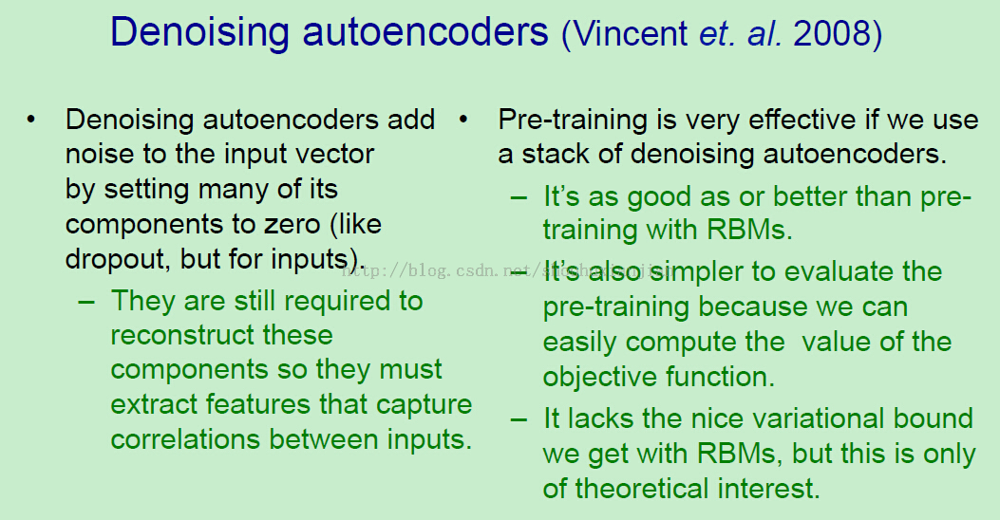 Denoising autoencoders (Vincent et. al. 2008)
• Denoising autoencoders add
noise to the input vector
by setting many of its
components to zero (like
dropout, but for inputs).
– They are still required to
reconstruct these
components so they must
extract features that capture
correlations between inputs.
• Pre-training is very effective if we use
a stack of denoising autoencoders.
– It’s as good as or better than pre-
training with RBMs.
– It’s also simpler to evaluate the
pre-training because we can
easily compute the value of the
objective function.
– It lacks the nice variational bound
we get with RBMs, but this is only
of theoretical interest.